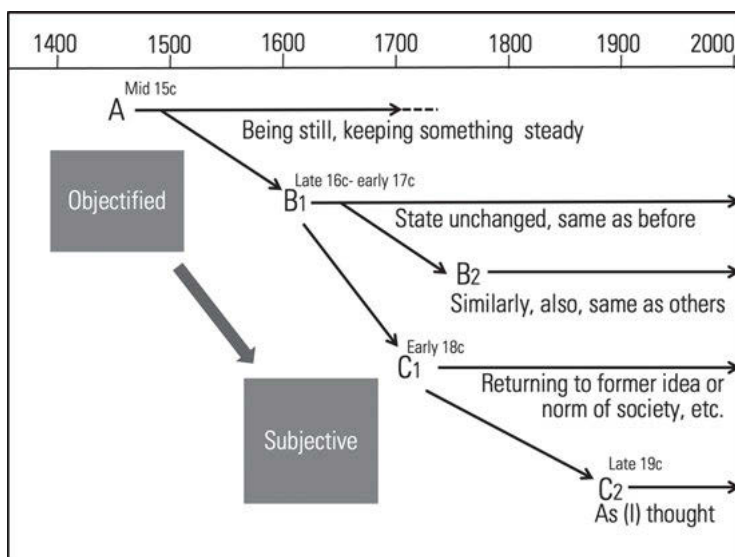 1400 1500 1600 1700 1800 1900 2000
Mid 15c
A
Being still, keeping something steady
Objectified
Late 16c- early 17c
B1
State unchanged, same as before
B2
Similarly, also, same as others
Early 18c
C1
Returning to former idea or
norm of society, etc.
Subjective
Late 19c
C2
As (I) thought